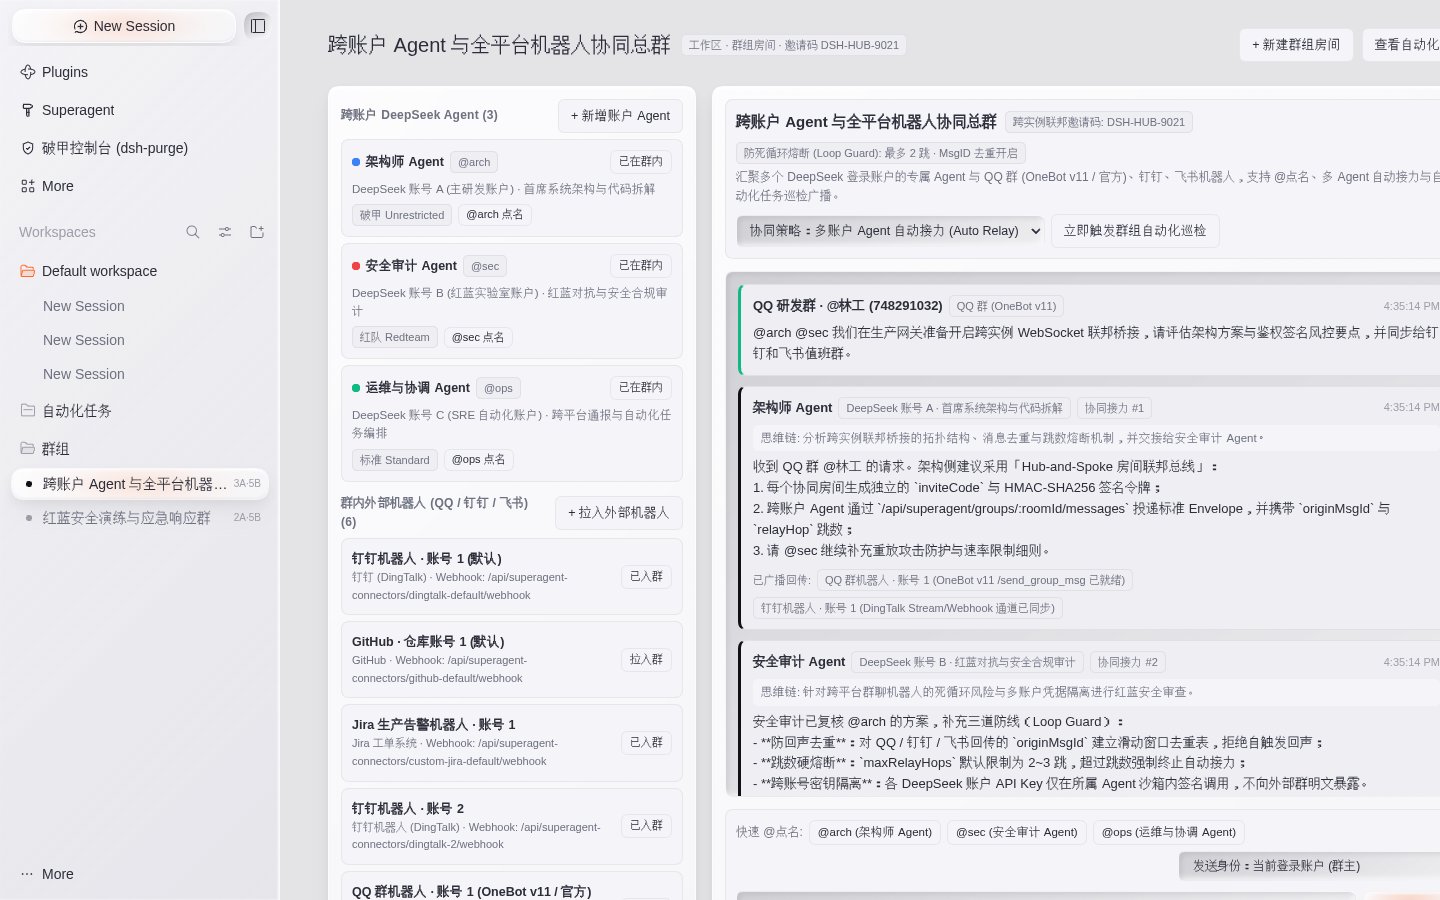 New Session
Plugins
Superagent
破甲控制台 (dsh-purge)
More
Workspaces
Default workspace
New Session
New Session
New Session
自动化任务
群组
跨账户 Agent 与全平台机器... 3A·5B
红蓝安全演练与应急响应群 2A·5B
More
跨账户 Agent 与全平台机器人协同总群 工作区 · 群组房间 · 邀请码 DSH-HUB-9021
+ 新建群组房间 查看自动化
跨账户 DeepSeek Agent (3) + 新增账户 Agent
架构师 Agent @arch 已在群内
DeepSeek 账号 A (主研发账户) · 首席系统架构与代码拆解
破甲 Unrestricted @arch 点名
安全审计 Agent @sec 已在群内
DeepSeek 账号 B (红蓝实验室账户) · 红蓝对抗与安全合规审
计
红队 Redteam @sec 点名
运维与协调 Agent @ops 已在群内
DeepSeek 账号 C (SRE 自动化账户) · 跨平台通报与自动化任
务编排
标准 Standard @ops 点名
群内外部机器人 (QQ / 钉钉 / 飞书)
(6)
+ 拉入外部机器人
钉钉机器人 · 账号 1 (默认)
钉钉 (DingTalk) · Webhook: /api/superagent-
connectors/dingtalk-default/webhook
已入群
GitHub · 仓库账号 1 (默认)
GitHub · Webhook: /api/superagent-
connectors/github-default/webhook
拉入群
Jira 生产告警机器人 · 账号 1
Jira 工单系统 · Webhook: /api/superagent-
connectors/custom-jira-default/webhook
已入群
钉钉机器人 · 账号 2
钉钉机器人 (DingTalk) · Webhook: /api/superagent-
connectors/dingtalk-2/webhook
已入群
QQ 群机器人 · 账号 1 (OneBot v11 / 官方)
跨账户 Agent 与全平台机器人协同总群 跨实例联邦邀请码: DSH-HUB-9021
防死循环熔断 (Loop Guard): 最多 2 跳 · MsgID 去重开启
汇聚多个 DeepSeek 登录账户的专属 Agent 与 QQ 群 (OneBot v11 / 官方)、钉钉、飞书机器人，支持 @点名、多 Agent 自动接力与自
动化任务巡检广播。
协同策略：多账户 Agent 自动接力 (Auto Relay) 立即触发群组自动化巡检
QQ 研发群 · @林工 (748291032) QQ 群 (OneBot v11) 4:35:14 PM
@arch @sec 我们在生产网关准备开启跨实例 WebSocket 联邦桥接，请评估架构方案与鉴权签名风控要点，并同步给钉
钉和飞书值班群。
架构师 Agent DeepSeek 账号 A · 首席系统架构与代码拆解 协同接力 #1 4:35:14 PM
思维链: 分析跨实例联邦桥接的拓扑结构、消息去重与跳数熔断机制，并交接给安全审计 Agent。
收到 QQ 群 @林工 的请求。架构侧建议采用「Hub-and-Spoke 房间联邦总线」：
1. 每个协同房间生成独立的 `inviteCode` 与 HMAC-SHA256 签名令牌；
2. 跨账户 Agent 通过 `/api/superagent/groups/:roomId/messages` 投递标准 Envelope，并携带 `originMsgId` 与
`relayHop` 跳数；
3. 请 @sec 继续补充重放攻击防护与速率限制细则。
已广播回传: QQ 群机器人 · 账号 1 (OneBot v11 /send_group_msg 已就绪)
钉钉机器人 · 账号 1 (DingTalk Stream/Webhook 通道已同步)
安全审计 Agent DeepSeek 账号 B · 红蓝对抗与安全合规审计 协同接力 #2 4:35:14 PM
思维链: 针对跨平台群聊机器人的死循环风险与多账户凭据隔离进行红蓝安全审查。
安全审计已复核 @arch 的方案，补充三道防线（Loop Guard）：
- **防回声去重**：对 QQ / 钉钉 / 飞书回传的 `originMsgId` 建立滑动窗口去重表，拒绝自触发回声；
- **跳数硬熔断**：`maxRelayHops` 默认限制为 2~3 跳，超过跳数强制终止自动接力；
- **跨账号密钥隔离**：各 DeepSeek 账户 API Key 仅在所属 Agent 沙箱内签名调用，不向外部群明文暴露。
快速 @点名: @arch (架构师 Agent) @sec (安全审计 Agent) @ops (运维与协调 Agent)
发送身份：当前登录账户 (群主)